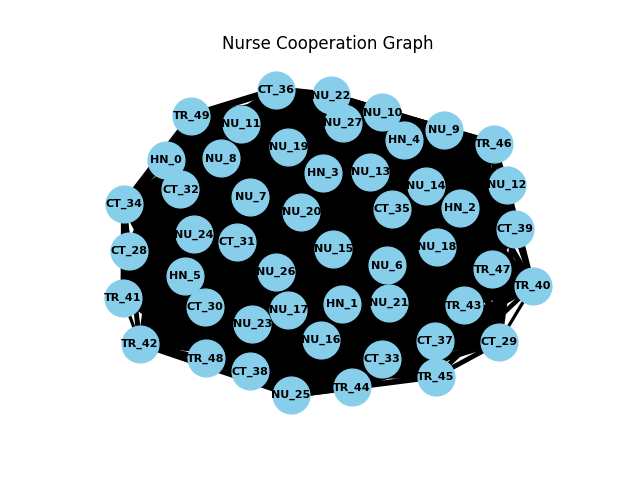 Nurse Cooperation Graph
CT_36
NU_22
TR_49
NU_11
NU_27
NU_10
HN_4
NU_9
TR_46
HN_0
NU_8
NU_19
HN_3
NU_13
NU_14
NU_12
CT_32
CT_34
NU_7
NU_20
CT_35
HN_2
CT_39
NU_24
CT_31
NU_15
NU_18
CT_28
HN_5
NU_26
NU_6
TR_47
TR_40
TR_41
CT_30
NU_17
HN_1
NU_21
TR_43
NU_23
TR_42
NU_16
CT_37
CT_29
TR_48
CT_38
CT_33
TR_45
NU_25
TR_44